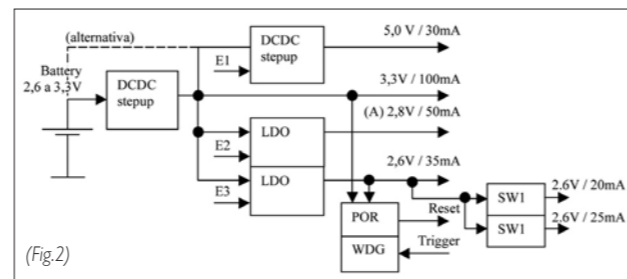 (alternativa)
Battery
2,6 a 3,3V
DCDC
stepup
E1
DCDC
stepup
5,0 V / 30mA
3,3V / 100mA
(A) 2,8V / 50mA
E2
LDO
2,6V / 35mA
E3
LDO
POR
WDG
Reset
Trigger
SW1
SW1
2.6V / 20mA
2,6V / 25mA
(Fig.2)